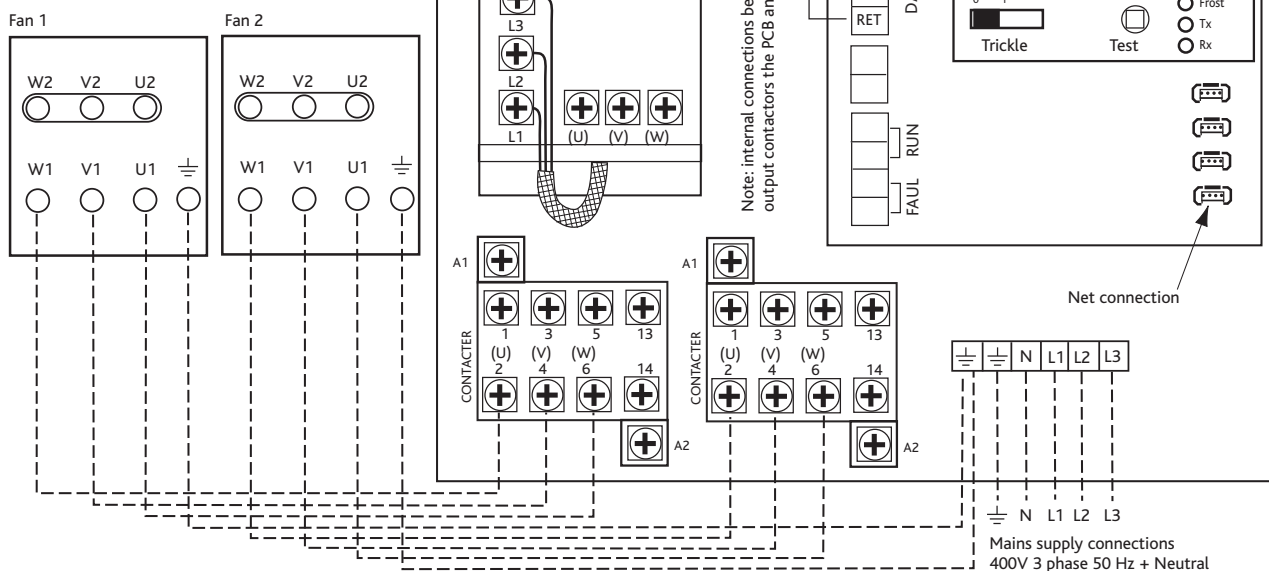 Fan 1
Fan 2
W2 V2 U2
W1 V1 U1
W2 V2 U2
W1 V1 U1
L3
L2
L1
(U) (V) (W)
Note: internal connections be
output contactors the PCB an
RET
RUN
FAUL
Trickle
Test
Frost
Tx
Rx
Net connection
A1
CONTACTER
1 3 5 13
(U) (V) (W)
2 4 6 14
A2
A1
CONTACTER
1 3 5 13
(U) (V) (W)
2 4 6 14
A2
N L1 L2 L3
N L1 L2 L3
Mains supply connections
400V 3 phase 50 Hz + Neutral